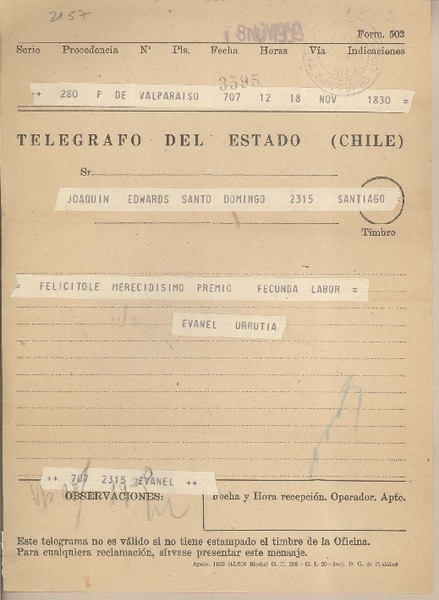 2157
Form. 502
Serie Procedencia Nº Pls. Fecha Horas Vía Indicaciones
3595
++ 280 P DE VALPARAISO 707 12 18 NOV 1830 =
TELEGRAFO DEL ESTADO (CHILE)
Sr
JOAQUIN EDWARDS SANTO DOMINGO 2315 SANTIAGO
Timbre
= FELICITOLE MERECIDISIMO PREMIO FECUNDA LABOR =
EVANEL URRUTIA
++ 707 2315 EVANEL ++
OBSERVACIONES:
Fecha y Hora recepción. Operador. Apto.
Este telegrama no es válido si no tiene estampado el timbre de la Oficina.
Para cualquiera reclamación, sírvase presentar este mensaje.